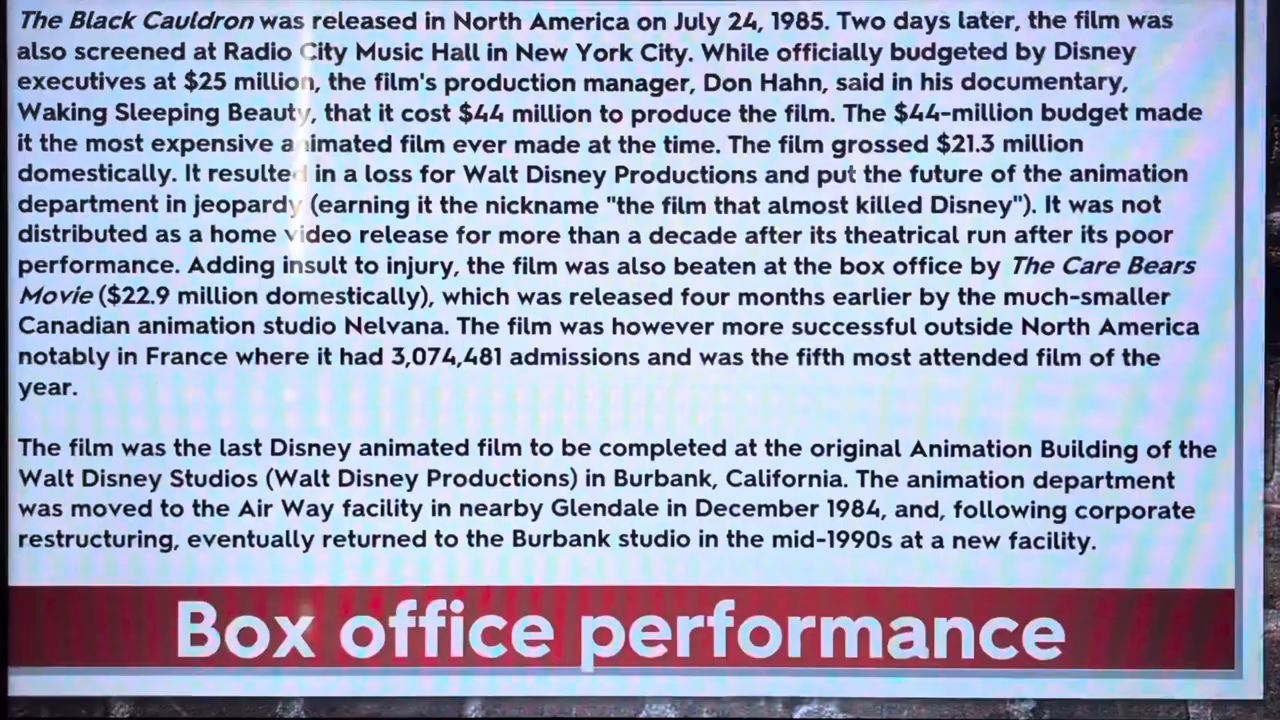 The Black Cauldron was released in North America on July 24, 1985. Two days later, the film was
also screened at Radio City Music Hall in New York City. While officially budgeted by Disney
executives at $25 million, the film's production manager, Don Hahn, said in his documentary,
Waking Sleeping Beauty, that it cost $44 million to produce the film. The $44-million budget made
it the most expensive animated film ever made at the time. The film grossed $21.3 million
domestically. It resulted in a loss for Walt Disney Productions and put the future of the animation
department in jeopardy (earning it the nickname "the film that almost killed Disney"). It was not
distributed as a home video release for more than a decade after its theatrical run after its poor
performance. Adding insult to injury, the film was also beaten at the box office by The Care Bears
Movie ($22.9 million domestically), which was released four months earlier by the much-smaller
Canadian animation studio Nelvana. The film was however more successful outside North America
notably in France where it had 3,074,481 admissions and was the fifth most attended film of the
year.
The film was the last Disney animated film to be completed at the original Animation Building of the
Walt Disney Studios (Walt Disney Productions) in Burbank, California. The animation department
was moved to the Air Way facility in nearby Glendale in December 1984, and, following corporate
restructuring, eventually returned to the Burbank studio in the mid-1990s at a new facility.
Box office performance